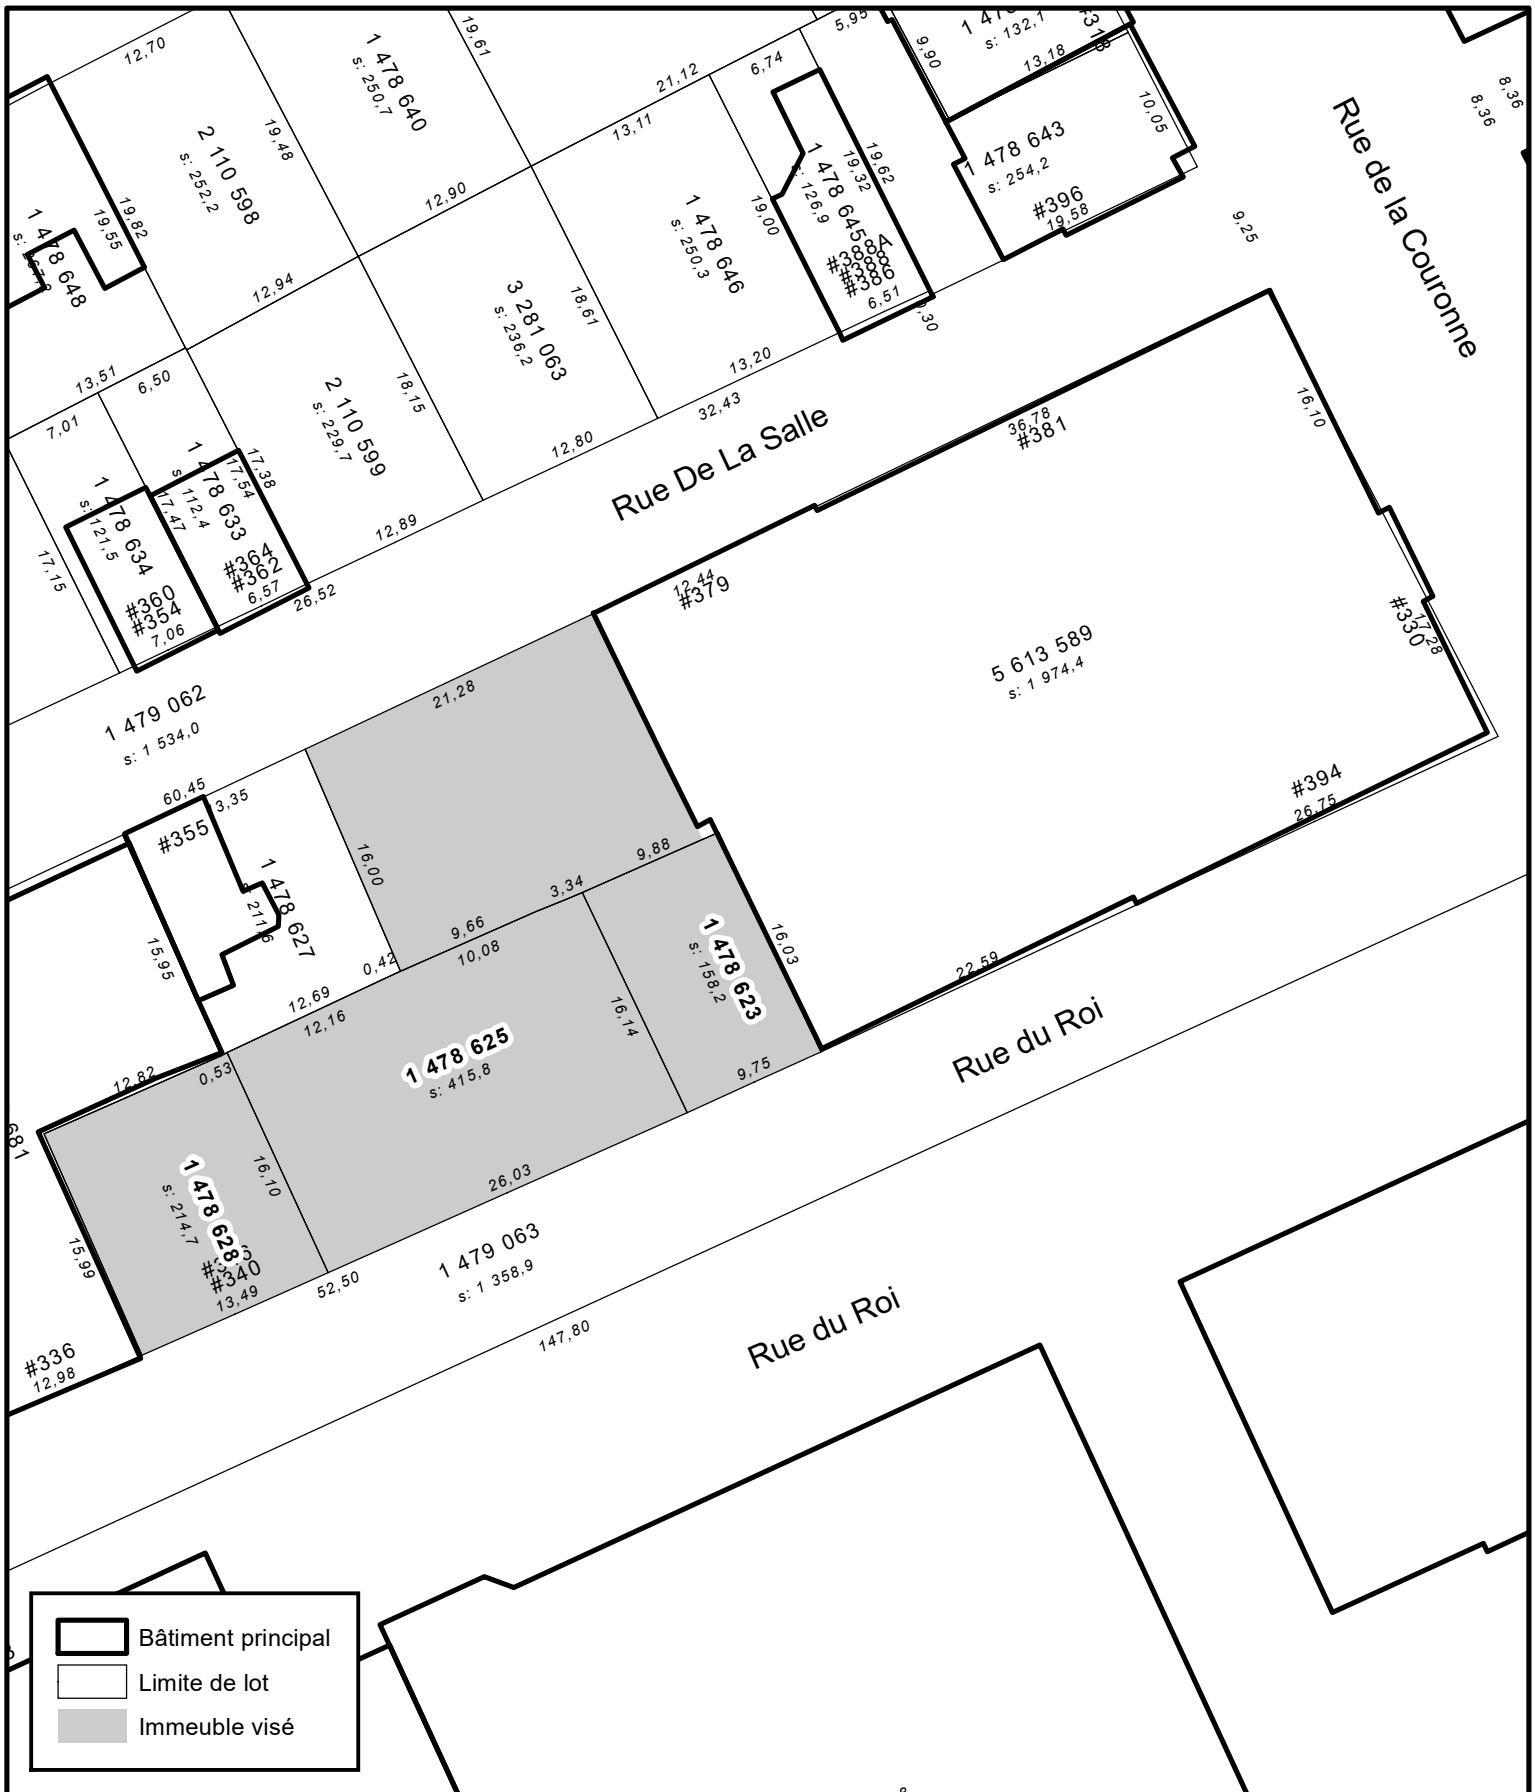 12,70
19,61
5,95
9,90
s: 132,1
13,18
1 478 640
s: 250,7
21,12
6,74
8,36
8,36
2 110 598
s: 252,2
19,48
13,11
10,05
Rue de la Couronne
1 478 643
s: 254,2
#396
19,58
1 478 645
s: 126,9
19,32
19,62
#388A
#388
#386
6,51
12,90
1 478 646
s: 250,3
19,00
9,25
1 478 648
19,55
19,82
12,94
3 281 063
s: 236,2
18,61
13,20
32,43
13,51
6,50
7,01
2 110 599
s: 229,7
18,15
12,80
Rue De La Salle
36,78
#381
16,10
1 478 634
s: 121,5
17,47
1 478 633
s: 112,4
17,54
17,38
12,89
17,15
#360
#354
7,06
#364
#362
6,57
26,52
12,44
#379
5 613 589
s: 1 974,4
#330
17,28
1 479 062
s: 1 534,0
21,28
60,45
3,35
#355
#394
26,75
16,00
9,88
1 478 627
3,34
9,66
10,08
1 478 623
s: 158,2
16,03
15,95
0,42
22,59
12,69
12,16
16,14
Rue du Roi
1 478 625
s: 415,8
12,82
0,53
9,75
681
1 478 628
s: 214,7
16,10
26,03
15,99
#340
13,49
52,50
1 479 063
s: 1 358,9
147,80
Rue du Roi
#336
12,98
Bâtiment principal
Limite de lot
Immeuble visé